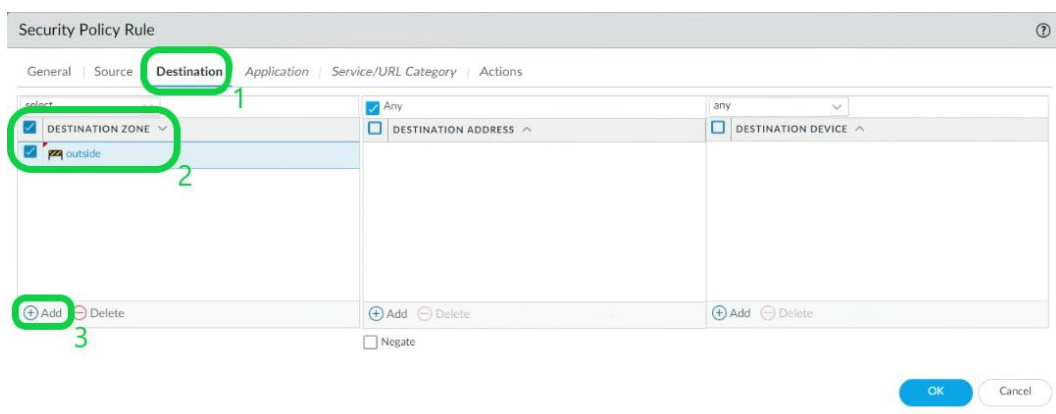 Security Policy Rule
General | Source | Destination | Application | Service/URL Category | Actions
1
select Any any
DESTINATION ZONE DESTINATION ADDRESS DESTINATION DEVICE
outside
2
Add Delete Add Delete Add Delete
3
Negate
OK Cancel